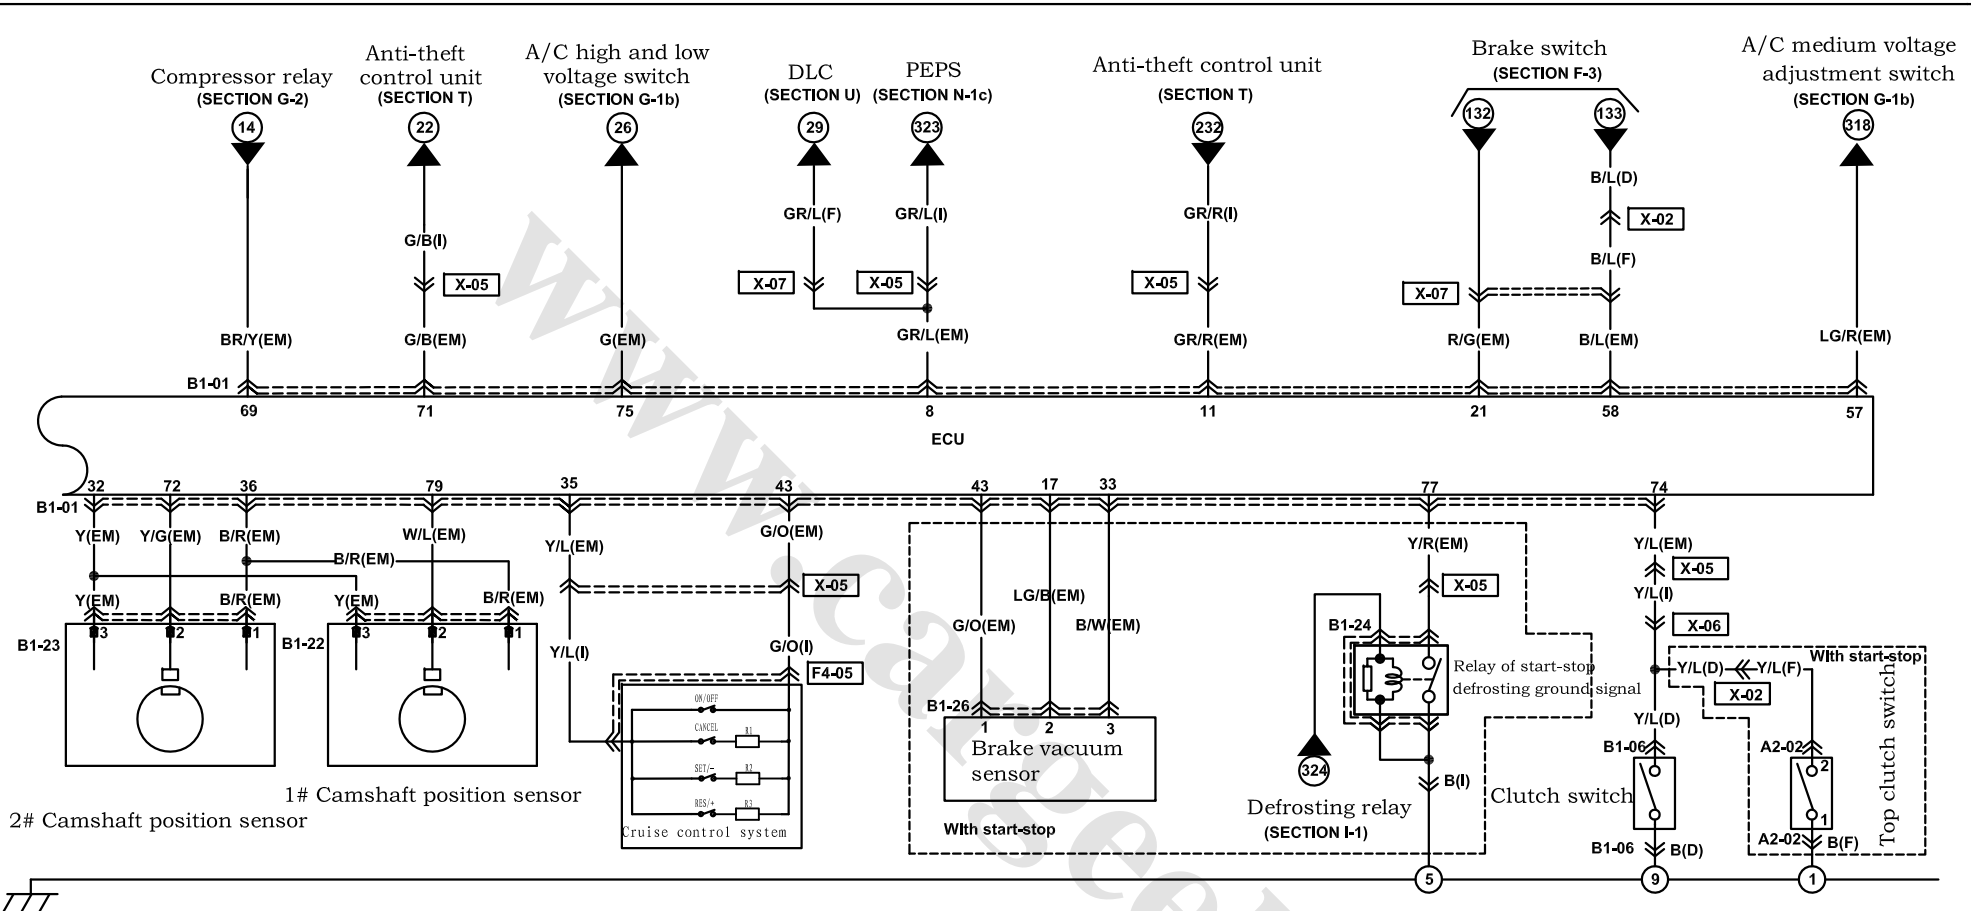 Compressor relay
(SECTION G-2)
14
Anti-theft
control unit
(SECTION T)
22
A/C high and low
voltage switch
(SECTION G-1b)
26
DLC
(SECTION U)
29
PEPS
(SECTION N-1c)
323
Anti-theft control unit
(SECTION T)
232
Brake switch
(SECTION F-3)
132
133
A/C medium voltage
adjustment switch
(SECTION G-1b)
318
B/L(D)
GR/L(F)
GR/L(I)
GR/R(I)
X-02
G/B(I)
B/L(F)
X-05
X-07
X-05
X-05
X-07
BR/Y(EM)
G/B(EM)
G(EM)
GR/L(EM)
GR/R(EM)
R/G(EM)
B/L(EM)
LG/R(EM)
B1-01
69
71
75
8
11
21
58
57
ECU
32
72
36
79
35
43
43
17
33
77
74
B1-01
Y(EM)
Y/G(EM)
B/R(EM)
W/L(EM)
Y/L(EM)
G/O(EM)
Y/R(EM)
Y/L(EM)
B/R(EM)
X-05
X-05
X-05
Y(EM)
B/R(EM)
Y(EM)
B/R(EM)
LG/B(EM)
Y/L(I)
G/O(EM)
B/W(EM)
B1-24
X-06
B1-23
3
2
1
B1-22
3
2
1
Y/L(I)
G/O(I)
F4-05
Relay of start-stop
defrosting ground signal
With start-stop
Y/L(D)
Y/L(F)
X-02
ON/OFF
CANCEL
R1
SET/-
R2
RES/+
R3
Cruise control system
B1-26
1
2
3
Brake vacuum
sensor
With start-stop
Y/L(D)
B1-06
A2-02
2
324
B(I)
Defrosting relay
(SECTION I-1)
Clutch switch
Top clutch switch
1
1# Camshaft position sensor
2# Camshaft position sensor
B1-06
B(D)
A2-02
B(F)
5
9
1
www.cargeek